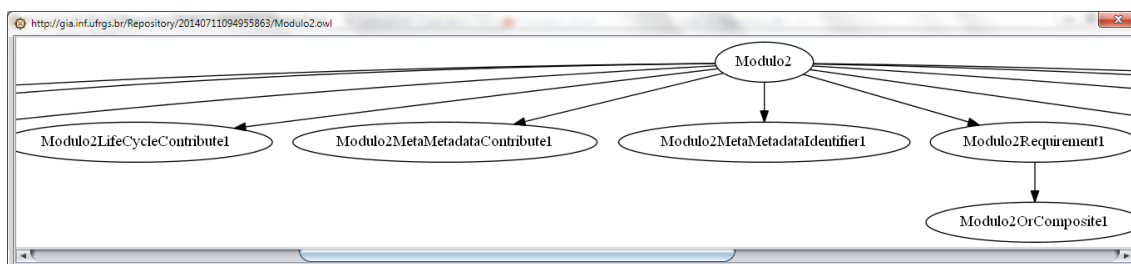 http://gia.inf.ufrgs.br/Repository/20140711094955863/Modulo2.owl
Modulo2
Modulo2LifeCycleContribute1
Modulo2MetaMetadataContribute1
Modulo2MetaMetadataIdentifier1
Modulo2Requirement1
Modulo2OrComposite1